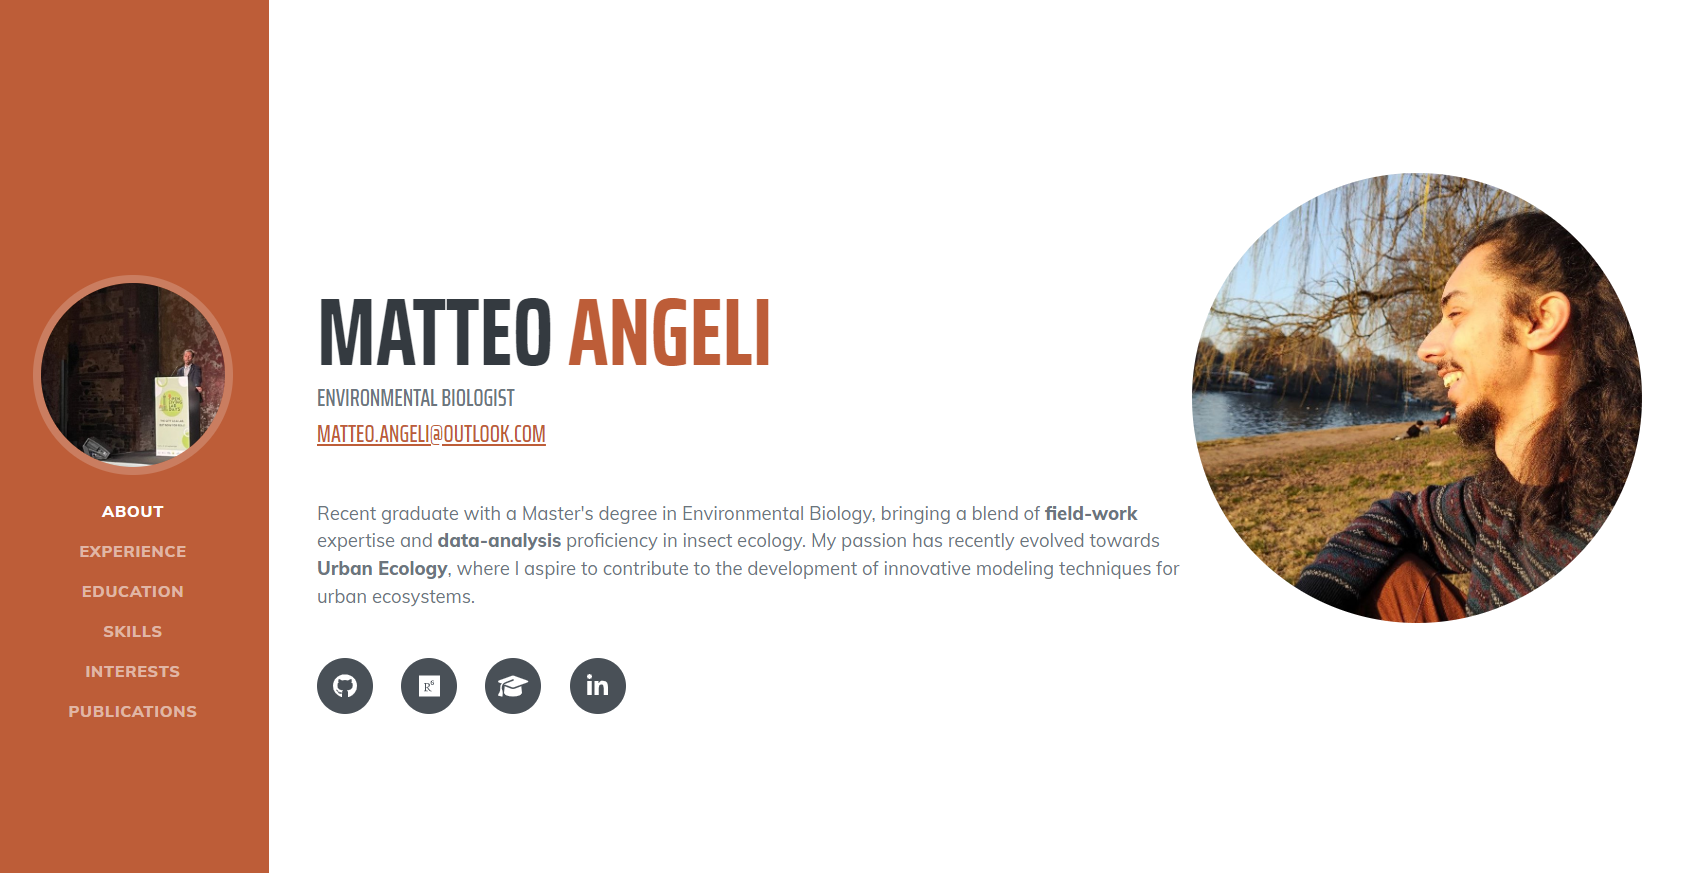 ABOUT
EXPERIENCE
EDUCATION
SKILLS
INTERESTS
PUBLICATIONS
MATTEO ANGELI
ENVIRONMENTAL BIOLOGIST
MATTEO.ANGELI@OUTLOOK.COM
Recent graduate with a Master's degree in Environmental Biology, bringing a blend of field-work
expertise and data-analysis proficiency in insect ecology. My passion has recently evolved towards
Urban Ecology, where I aspire to contribute to the development of innovative modeling techniques for
urban ecosystems.
R⁶
in